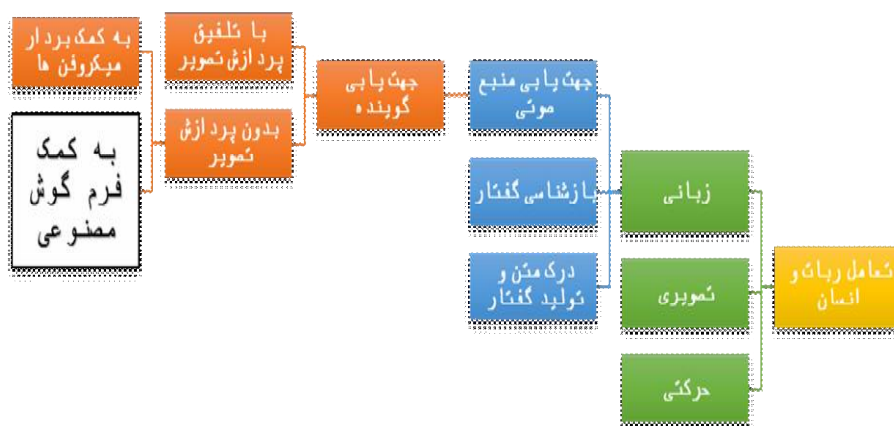 تعامل ربات و
انسان
زبانی
تصویری
حرکتی
جهت‌یابی منبع
صوتی
بازشناسی گفتار
درک متن و
تولید گفتار
جهت‌یابی
گوینده
با تلفیق
پردازش تصویر
بدون پردازش
تصویر
به کمک بردار
میکروفن ها
به کمک
فرم گوش
مصنوعی